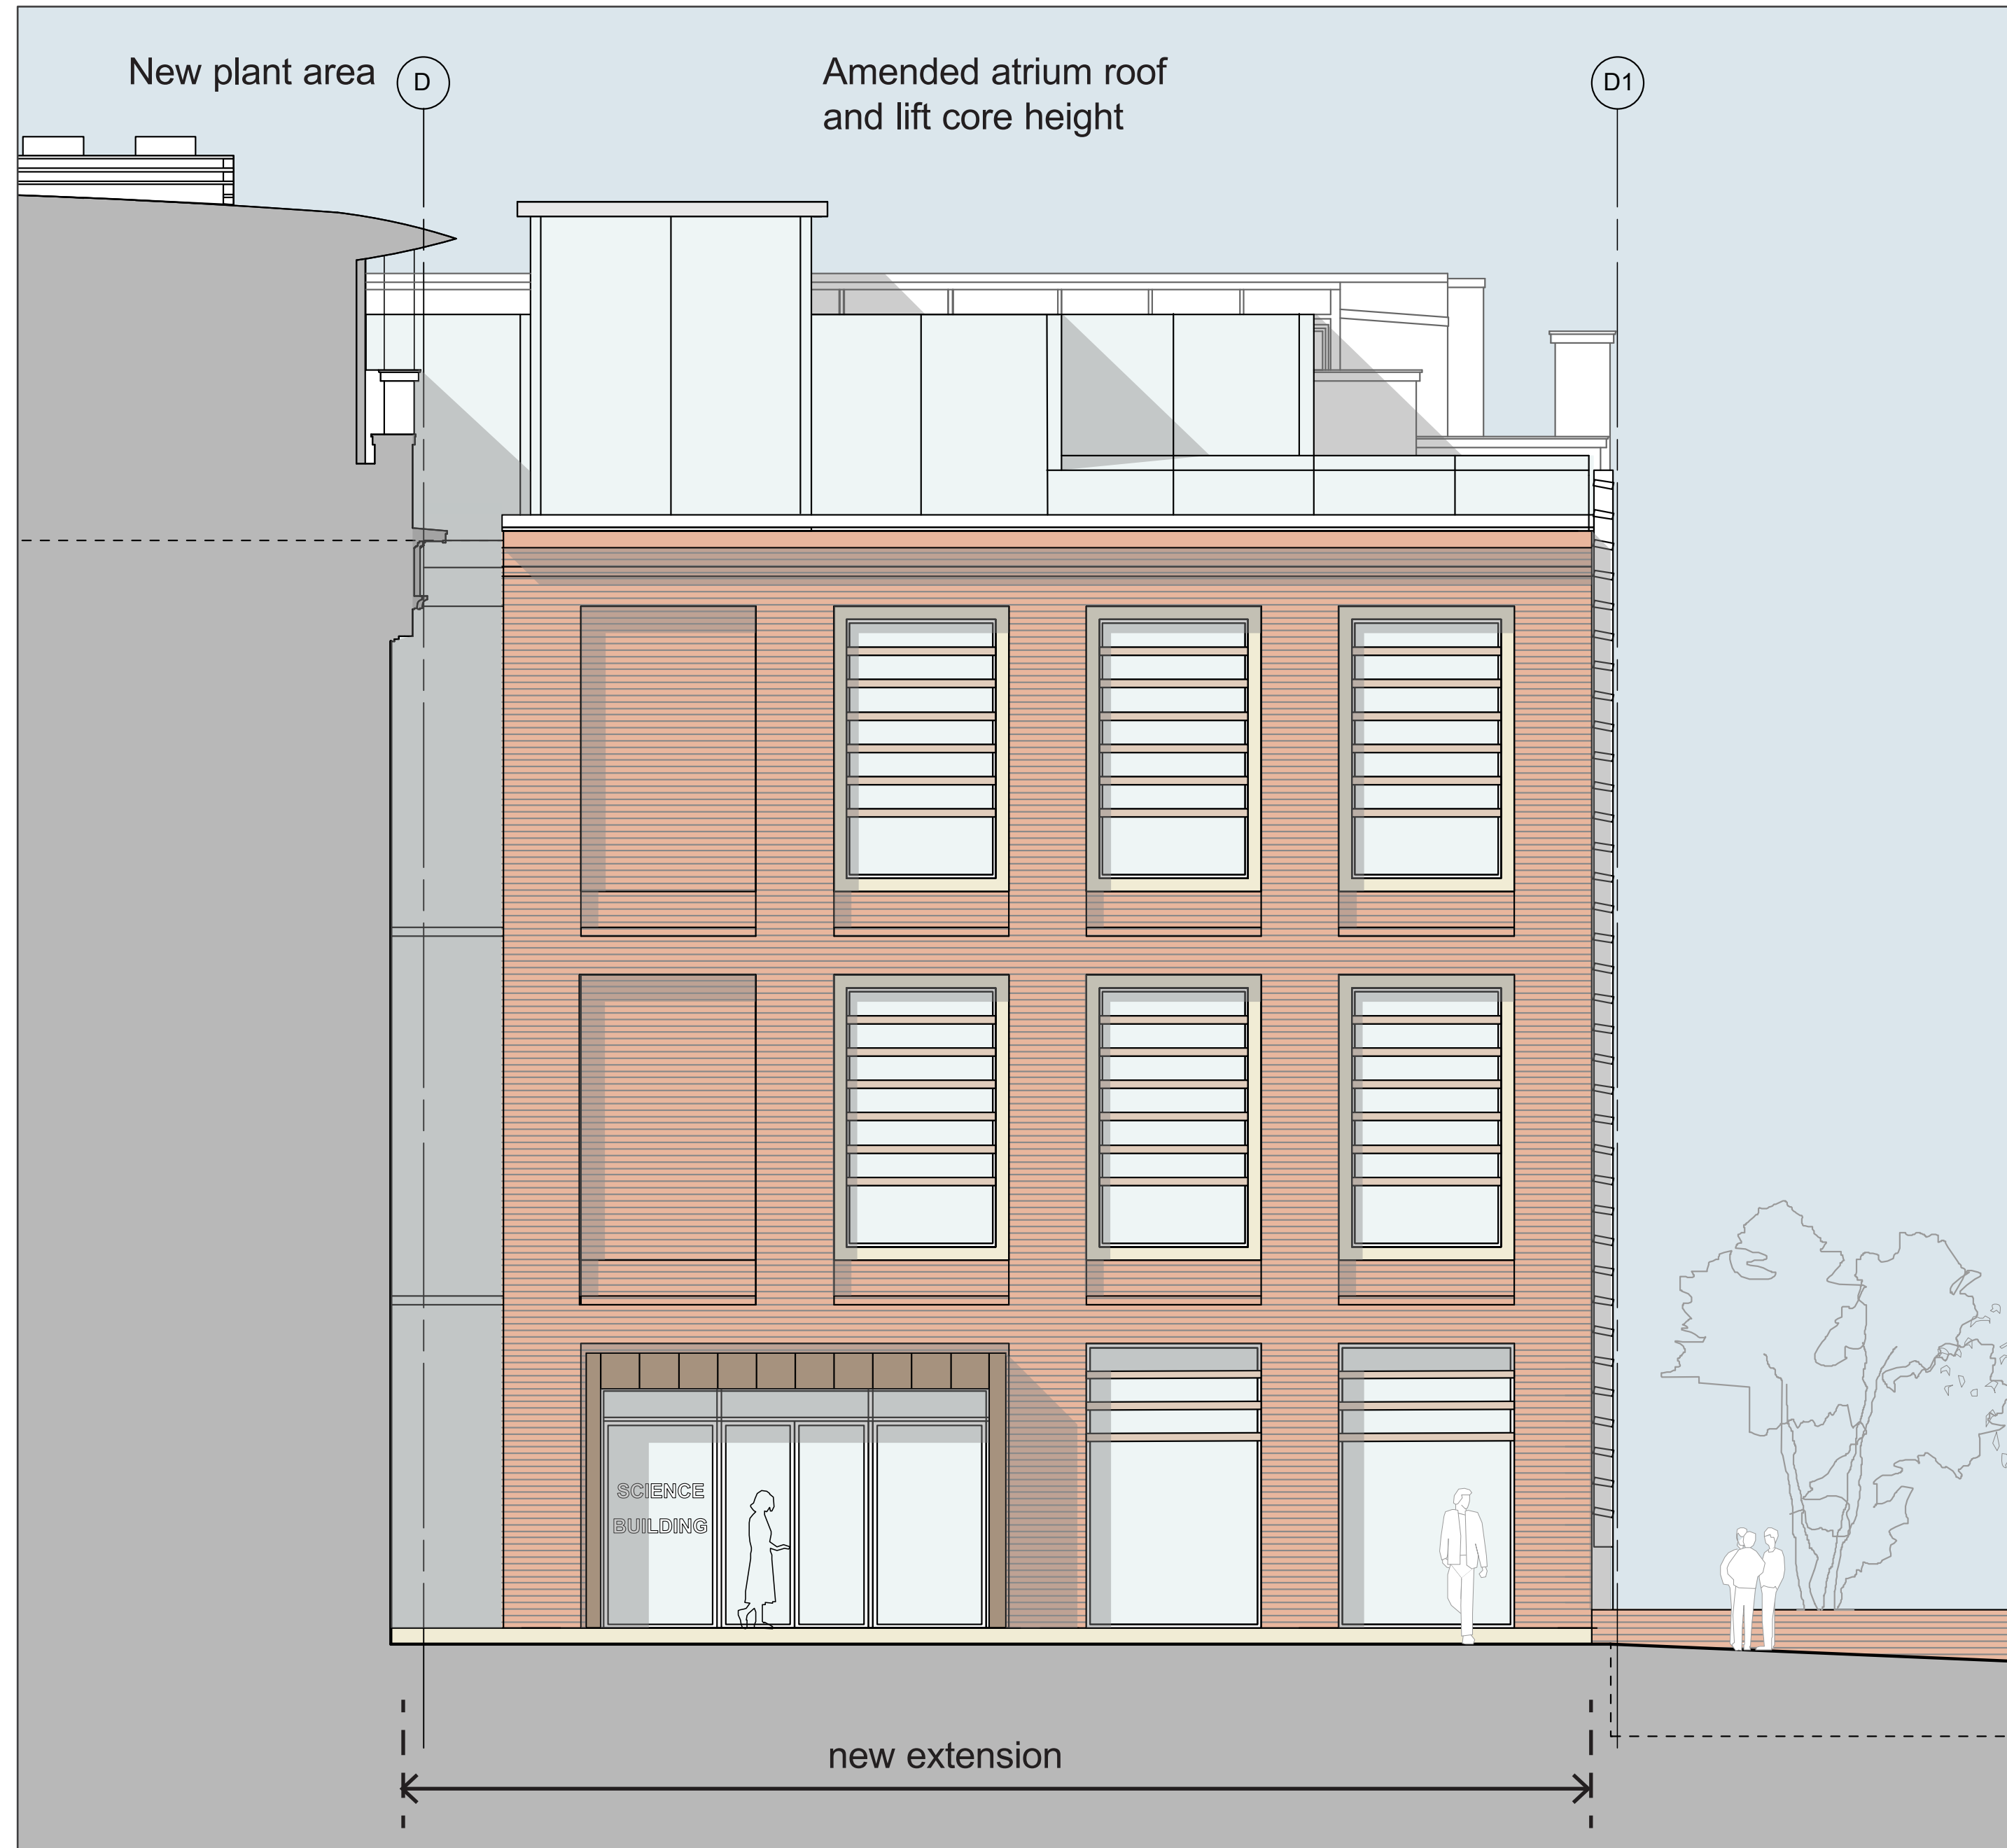 New plant area
D
Amended atrium roof
and lift core height
D1
SCIENCE
BUILDING
new extension